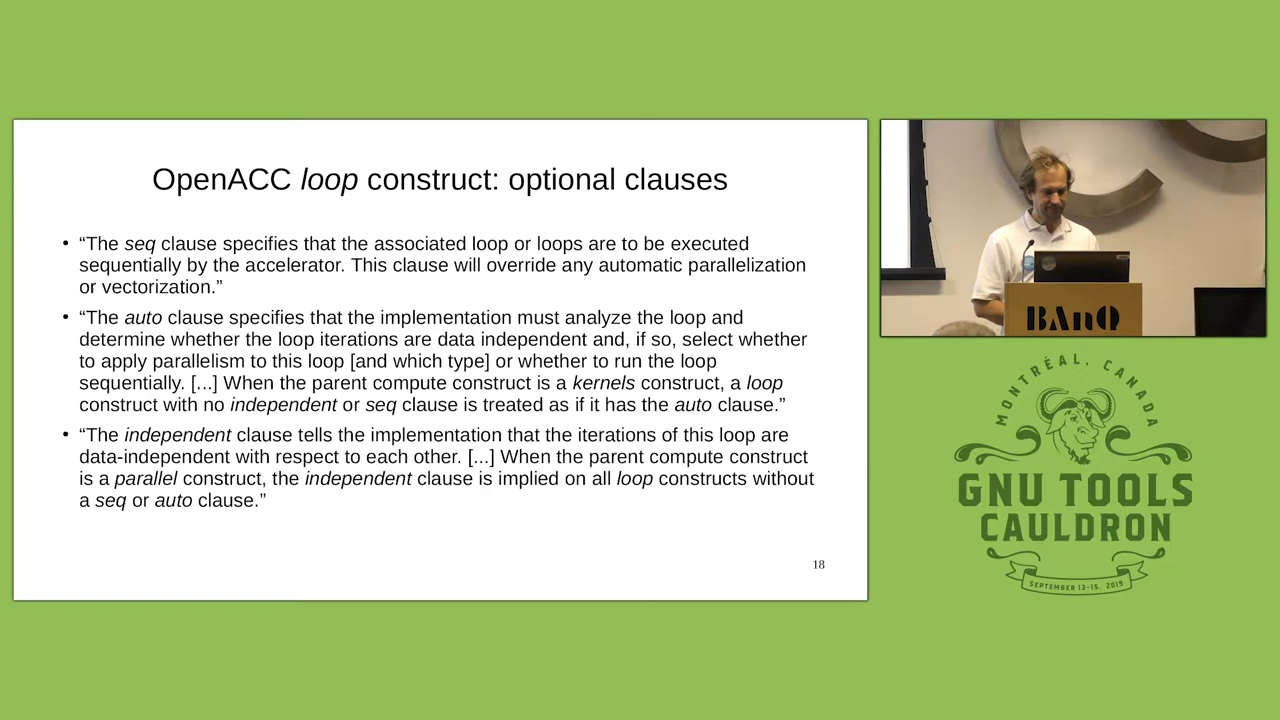 OpenACC loop construct: optional clauses
• “The seq clause specifies that the associated loop or loops are to be executed
sequentially by the accelerator. This clause will override any automatic parallelization
or vectorization.”
• “The auto clause specifies that the implementation must analyze the loop and
determine whether the loop iterations are data independent and, if so, select whether
to apply parallelism to this loop [and which type] or whether to run the loop
sequentially. [...] When the parent compute construct is a kernels construct, a loop
construct with no independent or seq clause is treated as if it has the auto clause.”
• “The independent clause tells the implementation that the iterations of this loop are
data-independent with respect to each other. [...] When the parent compute construct
is a parallel construct, the independent clause is implied on all loop constructs without
a seq or auto clause.”
18
BAnQ
MONTRÉAL, CANADA
GNU TOOLS
CAULDRON
SEPTEMBER 13-15, 2019